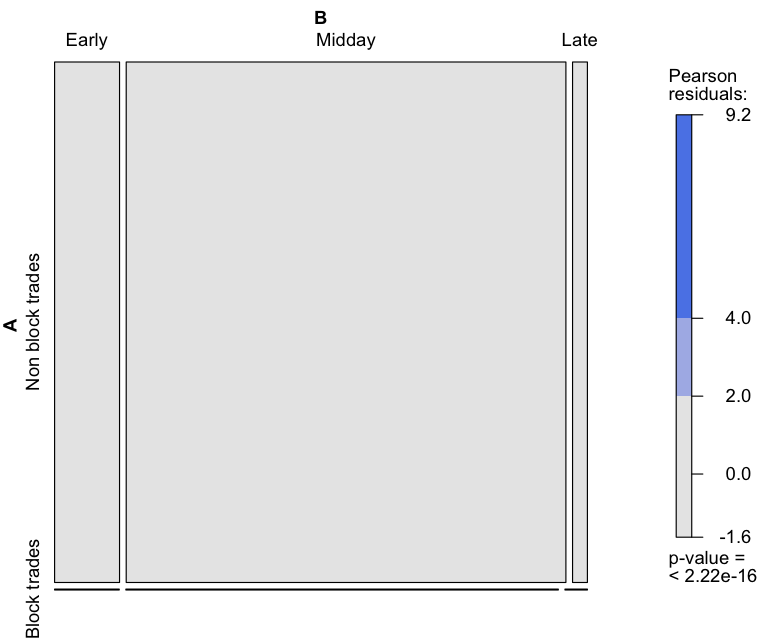 B
Early Midday Late
Pearson
residuals:
9.2
4.0
2.0
0.0
-1.6
p-value =
< 2.22e-16
A
Non block trades
Block trades